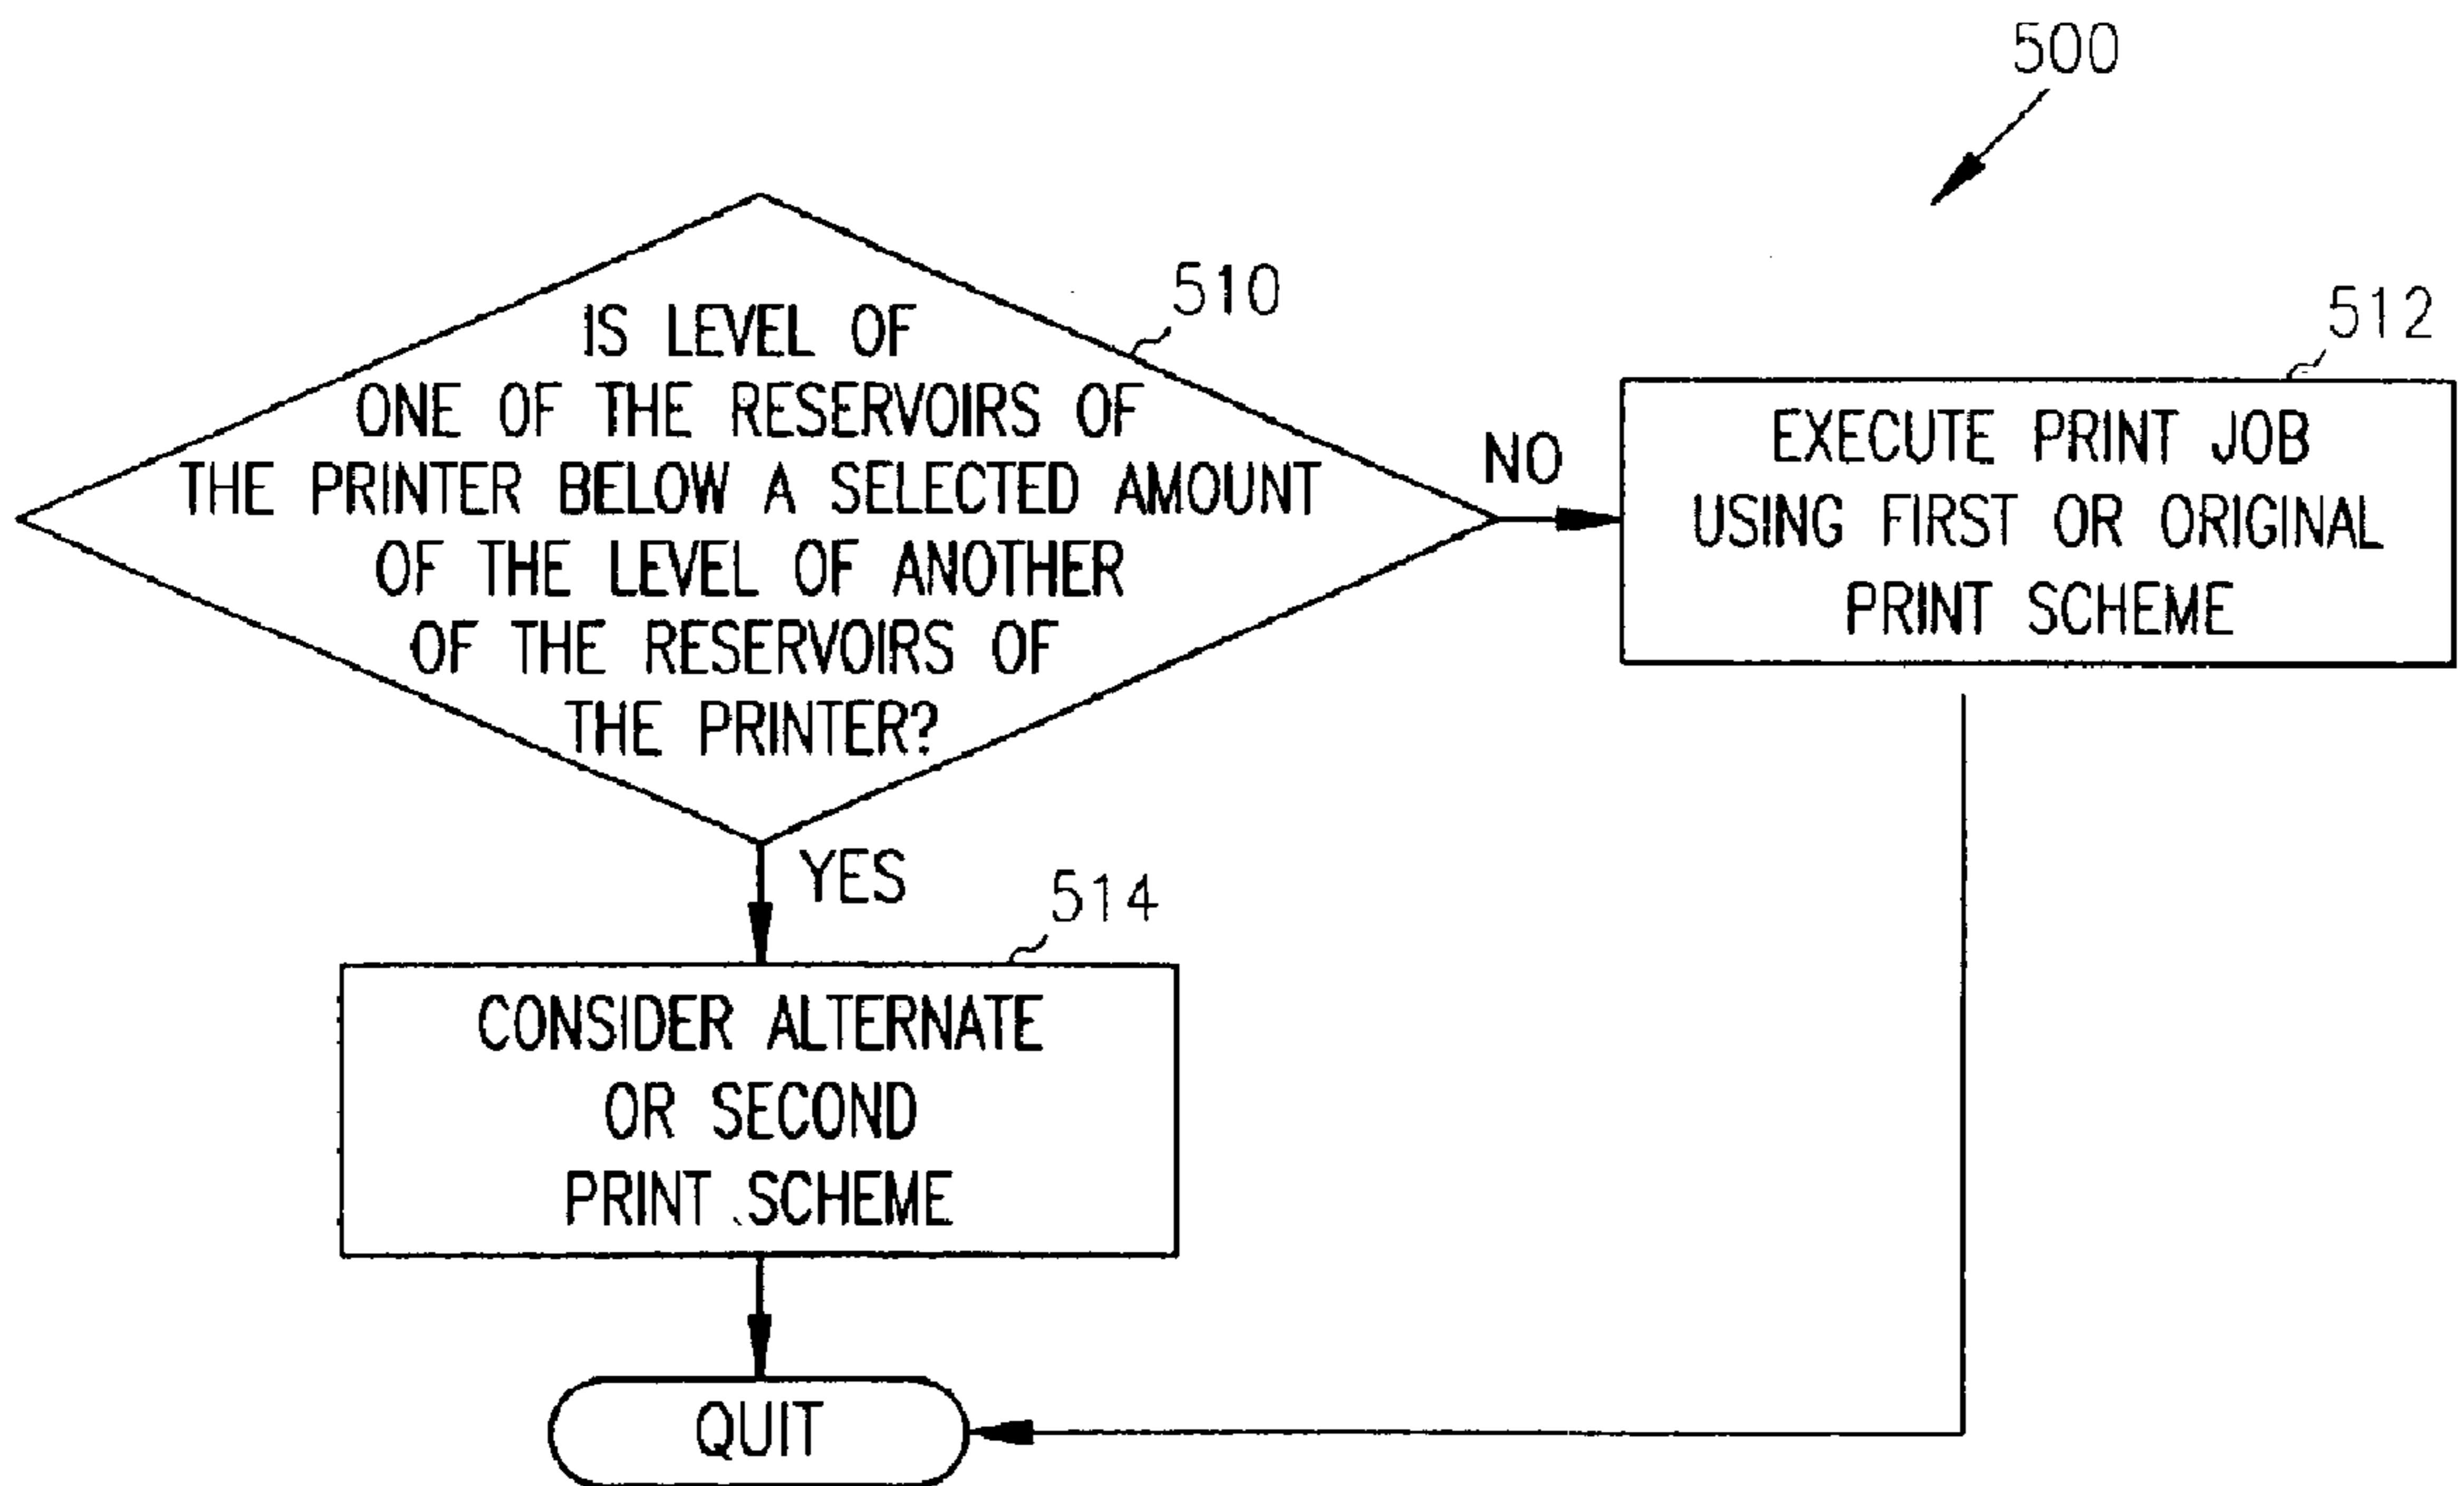 500
510
IS LEVEL OF
ONE OF THE RESERVOIRS OF
THE PRINTER BELOW A SELECTED AMOUNT
OF THE LEVEL OF ANOTHER
OF THE RESERVOIRS OF
THE PRINTER?
NO
512
EXECUTE PRINT JOB
USING FIRST OR ORIGINAL
PRINT SCHEME
YES
514
CONSIDER ALTERNATE
OR SECOND
PRINT SCHEME
QUIT